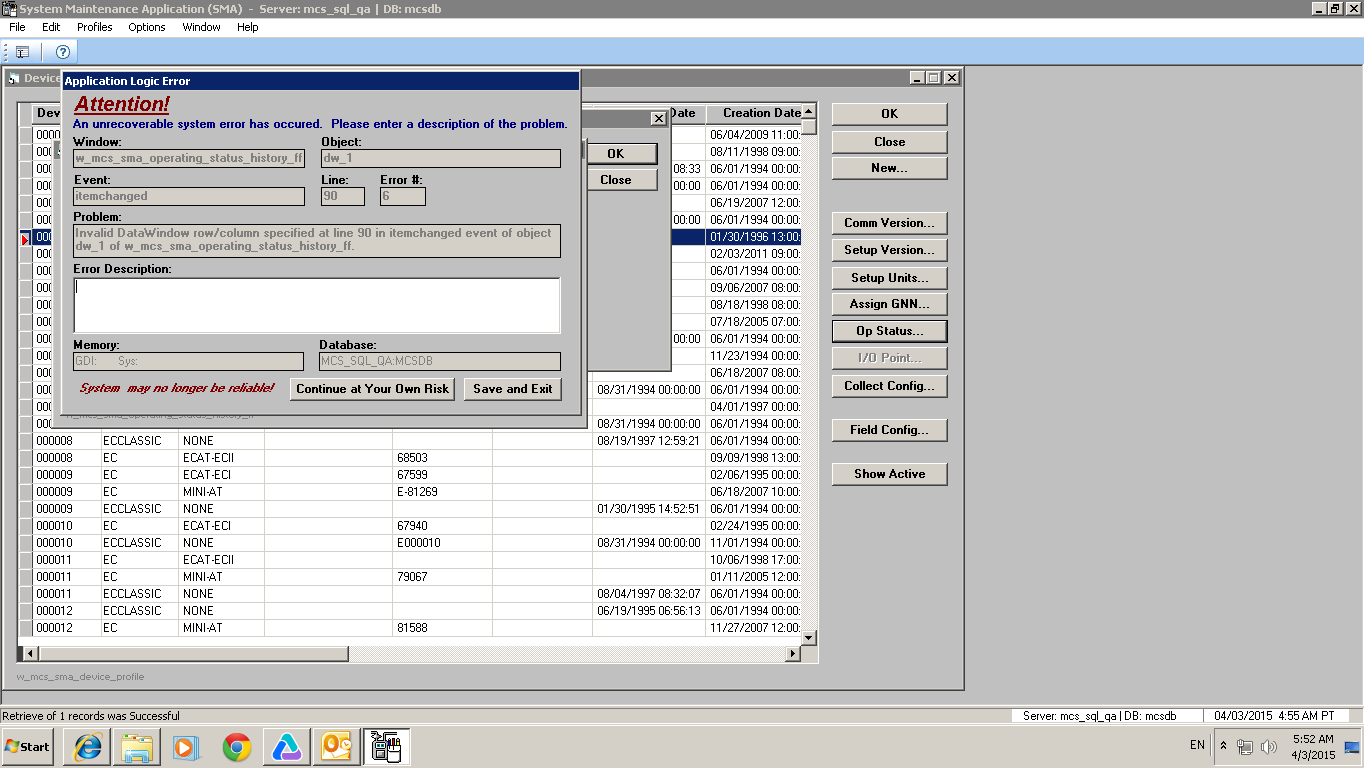 System Maintenance Application (SMA) - Server: mcs_sql_qa | DB: mcsdb
File Edit Profiles Options Window Help
Device
Application Logic Error
Attention!
An unrecoverable system error has occured. Please enter a description of the problem.
Window: Object:
w_mcs_sma_operating_status_history_ff dw_1
Event: Line: Error #:
itemchanged 90 6
Problem:
Invalid DataWindow row/column specified at line 90 in itemchanged event of object
dw_1 of w_mcs_sma_operating_status_history_ff.
Error Description:
Memory: Database:
GDI: Sys: MCS_SQL_QA:MCSDB
System may no longer be reliable!
Continue at Your Own Risk
Save and Exit
w_mcs_sma_operating_status_history_ff
OK
Close
Date Creation Date
06/04/2009 11:00:
08/11/1998 09:00:
08:33 06/01/1994 00:00:
00:00 06/01/1994 00:00:
06/19/2007 12:00:
00:00 06/01/1994 00:00:
01/30/1996 13:00:
02/03/2011 09:00:
06/01/1994 00:00:
09/06/2007 08:00:
08/18/1998 08:00:
07/18/2005 07:00:
00:00 06/01/1994 00:00:
11/23/1994 00:00:
06/18/2007 08:00:
08/31/1994 00:00:00 06/01/1994 00:00:
04/01/1997 00:00:
08/31/1994 00:00:00 06/01/1994 00:00:
000008 ECCLASSIC NONE 08/19/1997 12:59:21 06/01/1994 00:00:
000008 EC ECAT-ECII 68503 09/09/1998 13:00:
000009 EC ECAT-ECI 67599 02/06/1995 00:00:
000009 EC MINI-AT E-81269 06/18/2007 10:00:
000009 ECCLASSIC NONE 01/30/1995 14:52:51 06/01/1994 00:00:
000010 EC ECAT-ECI 67940 02/24/1995 00:00:
000010 ECCLASSIC NONE E000010 08/31/1994 00:00:00 11/01/1994 00:00:
000011 EC ECAT-ECII 10/06/1998 17:00:
000011 EC MINI-AT 79067 01/11/2005 12:00:
000011 ECCLASSIC NONE 08/04/1997 08:32:07 06/01/1994 00:00:
000012 ECCLASSIC NONE 06/19/1995 06:56:13 06/01/1994 00:00:
000012 EC MINI-AT 81588 11/27/2007 12:00:
OK
Close
New...
Comm Version...
Setup Version...
Setup Units...
Assign GNN...
Op Status...
I/O Point...
Collect Config...
Field Config...
Show Active
w_mcs_sma_device_profile
Retrieve of 1 records was Successful
Server: mcs_sql_qa | DB: mcsdb 04/03/2015 4:55 AM PT
Start
EN
5:52 AM
4/3/2015